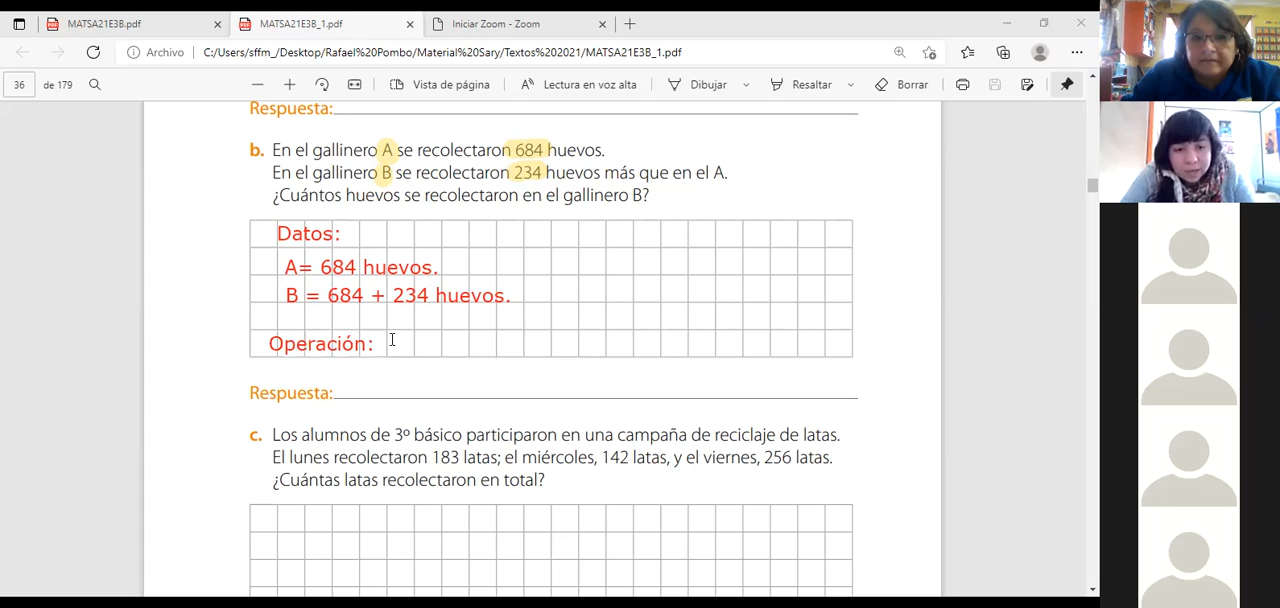 MATSA21E3B.pdf
MATSA21E3B_1.pdf
Iniciar Zoom - Zoom
Archivo
C:/Users/sffm_/Desktop/Rafael%20Pombo/Material%20Sary/Textos%202021/MATSA21E3B_1.pdf
36 de 179
Vista de página
Lectura en voz alta
Dibujar
Resaltar
Borrar
Respuesta:
b. En el gallinero A se recolectaron 684 huevos.
En el gallinero B se recolectaron 234 huevos más que en el A.
¿Cuántos huevos se recolectaron en el gallinero B?
Datos:
A= 684 huevos.
B = 684 + 234 huevos.
Operación:
Respuesta:
c. Los alumnos de 3º básico participaron en una campaña de reciclaje de latas.
El lunes recolectaron 183 latas; el miércoles, 142 latas, y el viernes, 256 latas.
¿Cuántas latas recolectaron en total?